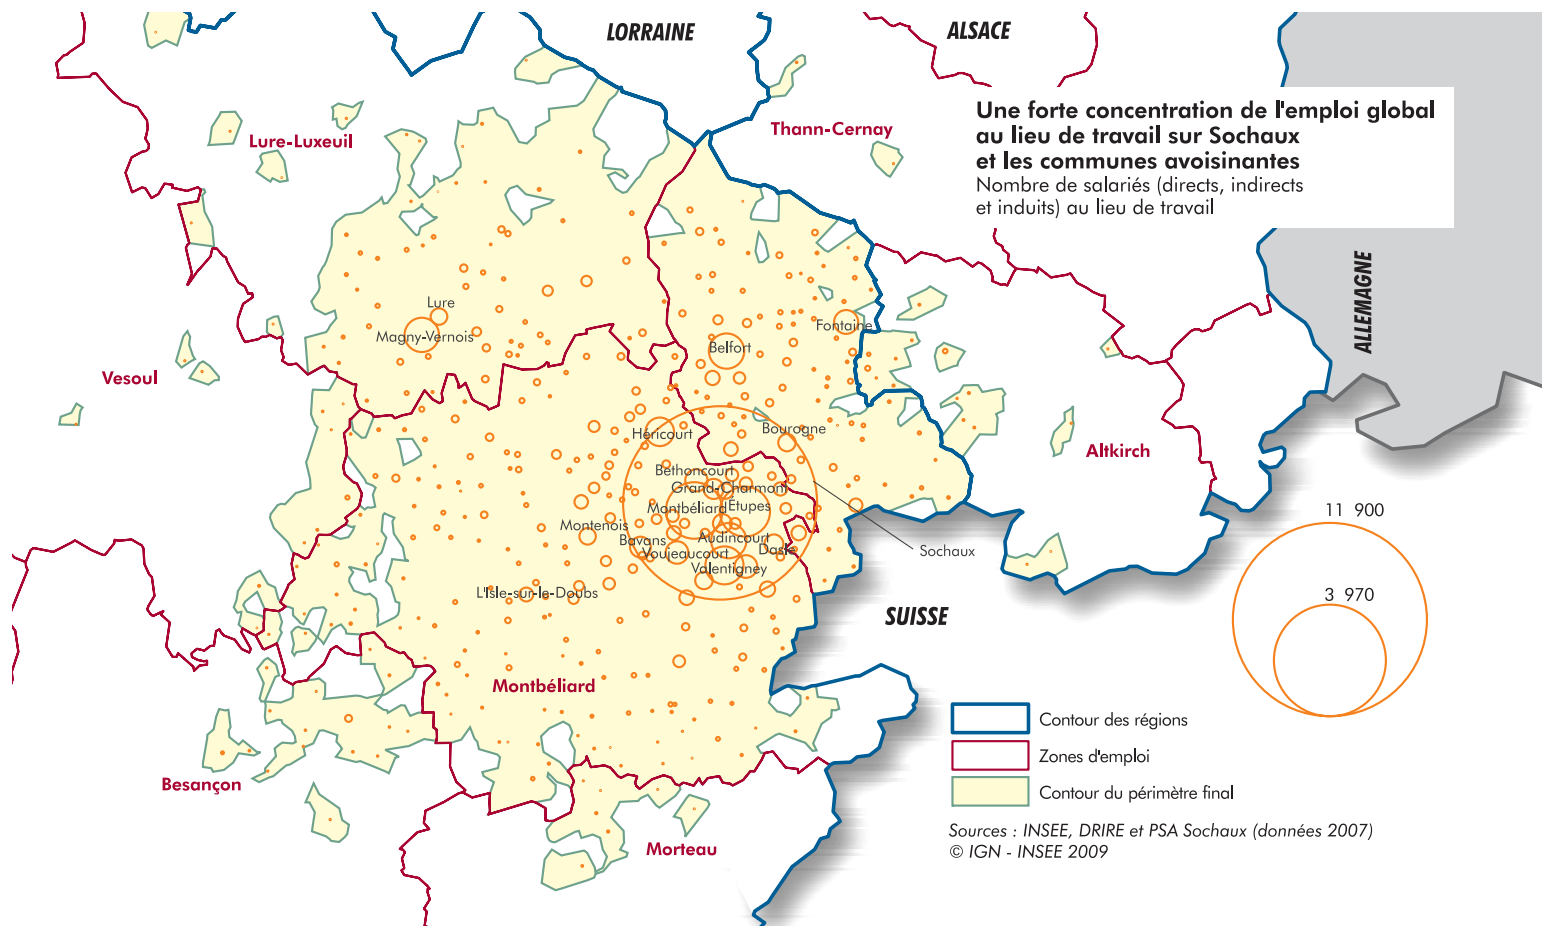 LORRAINE
ALSACE
Une forte concentration de l'emploi global
au lieu de travail sur Sochaux
et les communes avoisinantes
Nombre de salariés (directs, indirects
et induits) au lieu de travail
Thann-Cernay
Lure-Luxeuil
ALLEMAGNE
Lure
Magny-Vernois
Fontaine
Belfort
Vesoul
Héricourt
Bourogne
Altkirch
Bethoncourt
Grand-Charmont
Montbéliard
Etupes
Montenois
Bavans
Audincourt
Dasle
Voujeaucourt
Valentigney
Sochaux
L'Isle-sur-le-Doubs
11 900
3 970
SUISSE
Montbéliard
Besançon
Morteau
Contour des régions
Zones d'emploi
Contour du périmètre final
Sources : INSEE, DRIRE et PSA Sochaux (données 2007)
© IGN - INSEE 2009